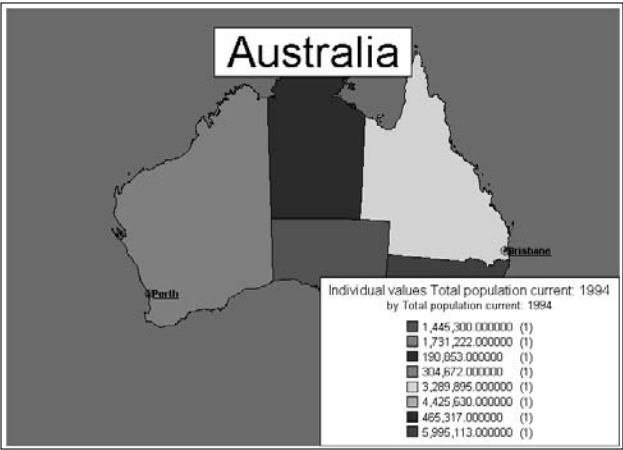 Australia
Brisbane
Perth
Individual values Total population current: 1994
by Total population current: 1994
1,445,300.000000 (1)
1,731,222.000000 (1)
190,853.000000 (1)
304,672.000000 (1)
3,289,895.000000 (1)
4,425,630.000000 (1)
465,317.000000 (1)
5,995,113.000000 (1)